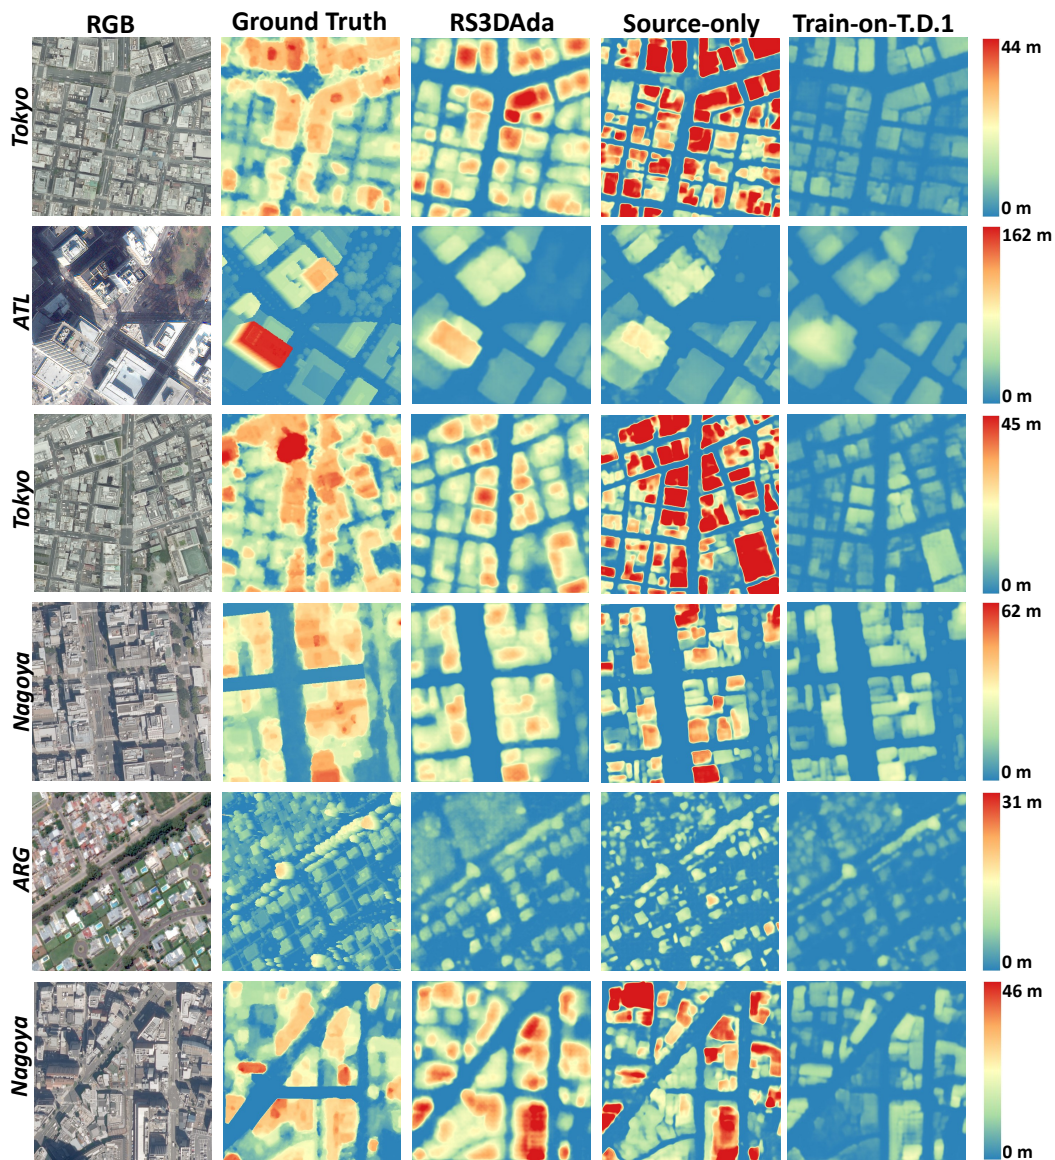 RGB Ground Truth RS3DAda Source-only Train-on-T.D.1
Tokyo
44 m
0 m
ATL
162 m
0 m
Tokyo
45 m
0 m
Nagoya
62 m
0 m
ARG
31 m
0 m
Nagoya
46 m
0 m